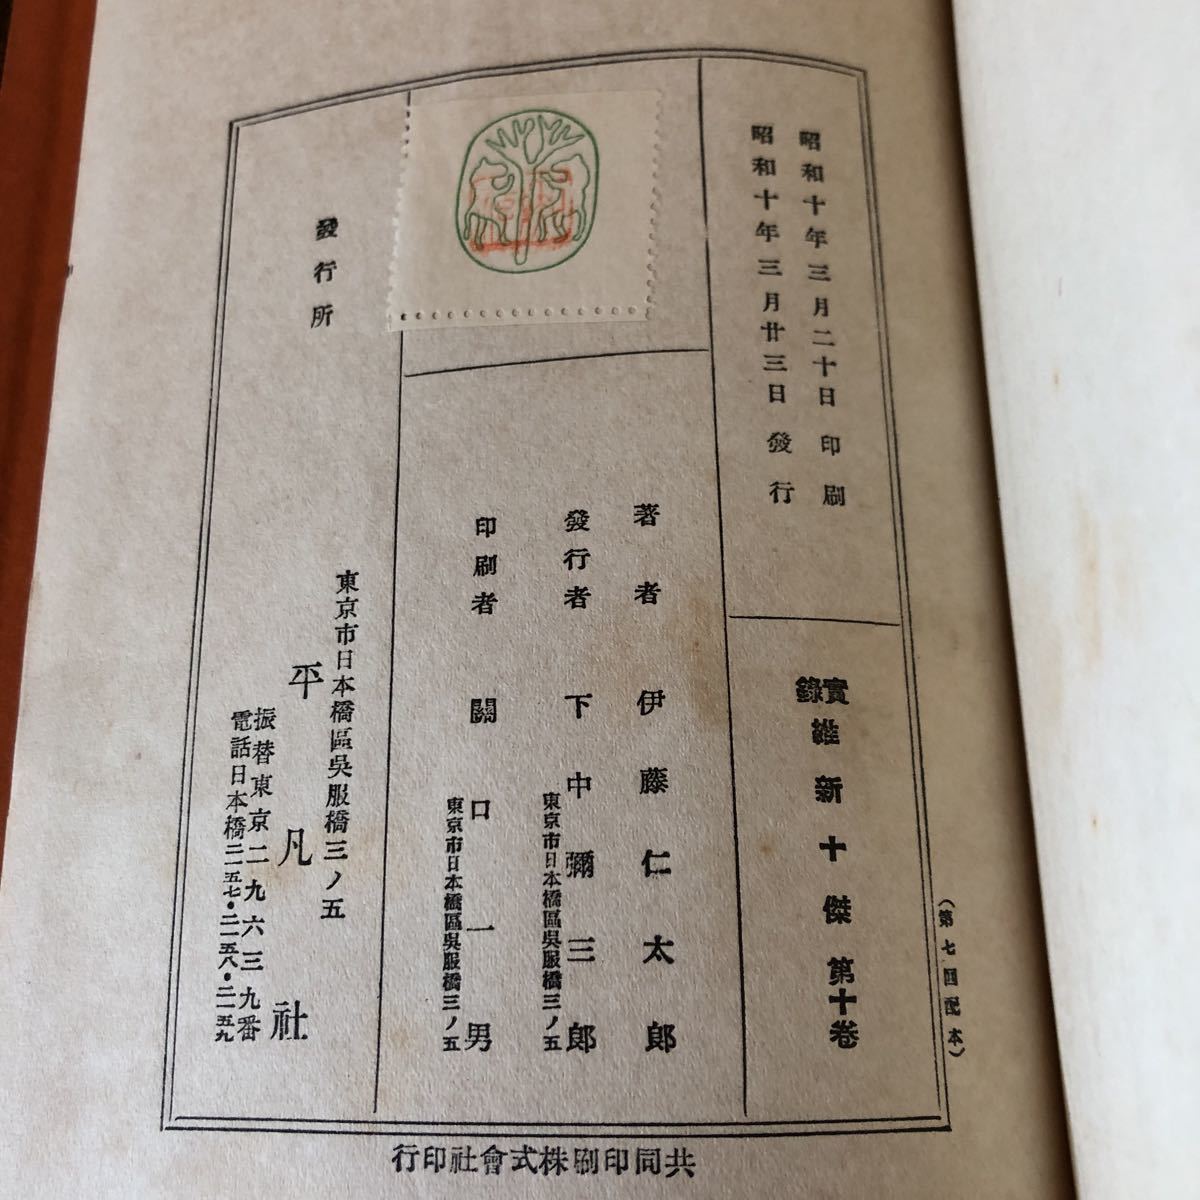 昭和十年三月二十日印刷
昭和十年三月廿三日發行
實錄維新十傑 第十卷
(第七回配本)
著者 伊藤仁太郎
發行者 下中彌三郎
東京市日本橋區吳服橋三ノ五
印刷者 關口一男
東京市日本橋區吳服橋三ノ五
發行所
東京市日本橋區吳服橋三ノ五
平凡社
振替東京二九六三九番
電話日本橋二一五七・二一五八・二一五九
共同印刷株式會社印行